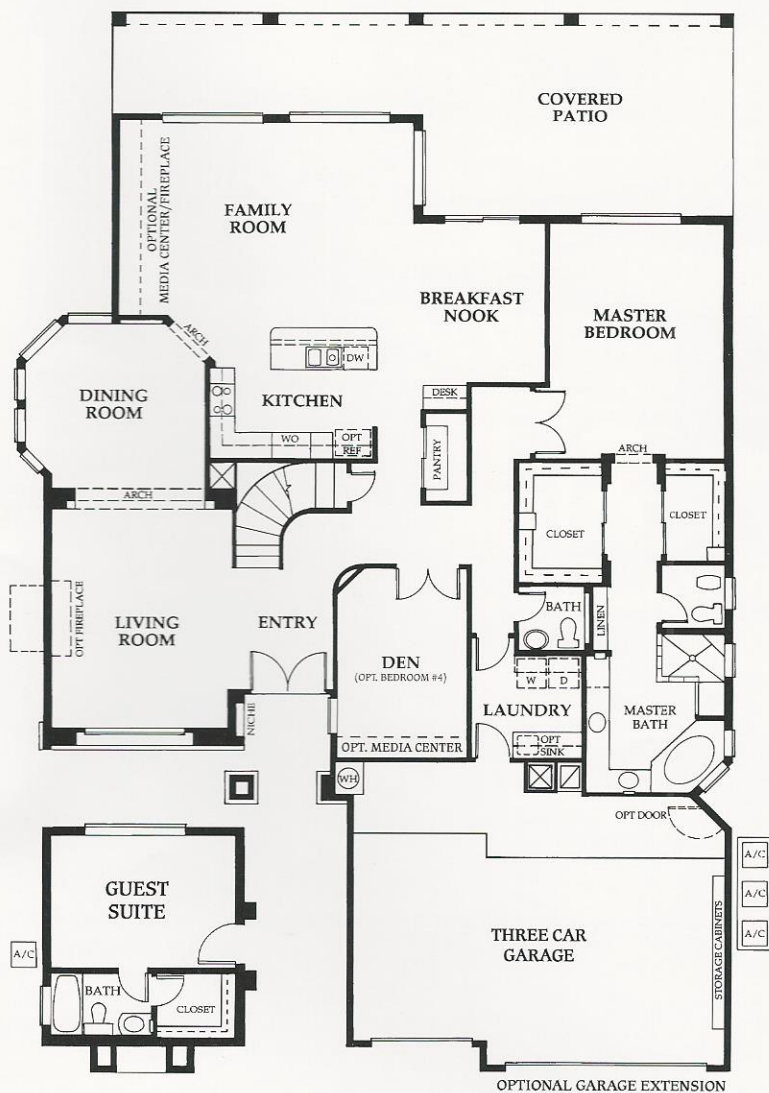 COVERED
PATIO
OPTIONAL
MEDIA CENTER/FIREPLACE
FAMILY
ROOM
BREAKFAST
NOOK
MASTER
BEDROOM
ARCH
DW
DINING
ROOM
KITCHEN
DESK
WO
OPT
REF
PANTRY
ARCH
ARCH
CLOSET
CLOSET
OPT FIREPLACE
LIVING
ROOM
ENTRY
BATH
LINEN
DEN
(OPT. BEDROOM #4)
W
D
LAUNDRY
MASTER
BATH
NICHE
OPT. MEDIA CENTER
OPT
SINK
WH
OPT DOOR
A/C
A/C
A/C
GUEST
SUITE
STORAGE CABINETS
THREE CAR
GARAGE
A/C
BATH
CLOSET
OPTIONAL GARAGE EXTENSION